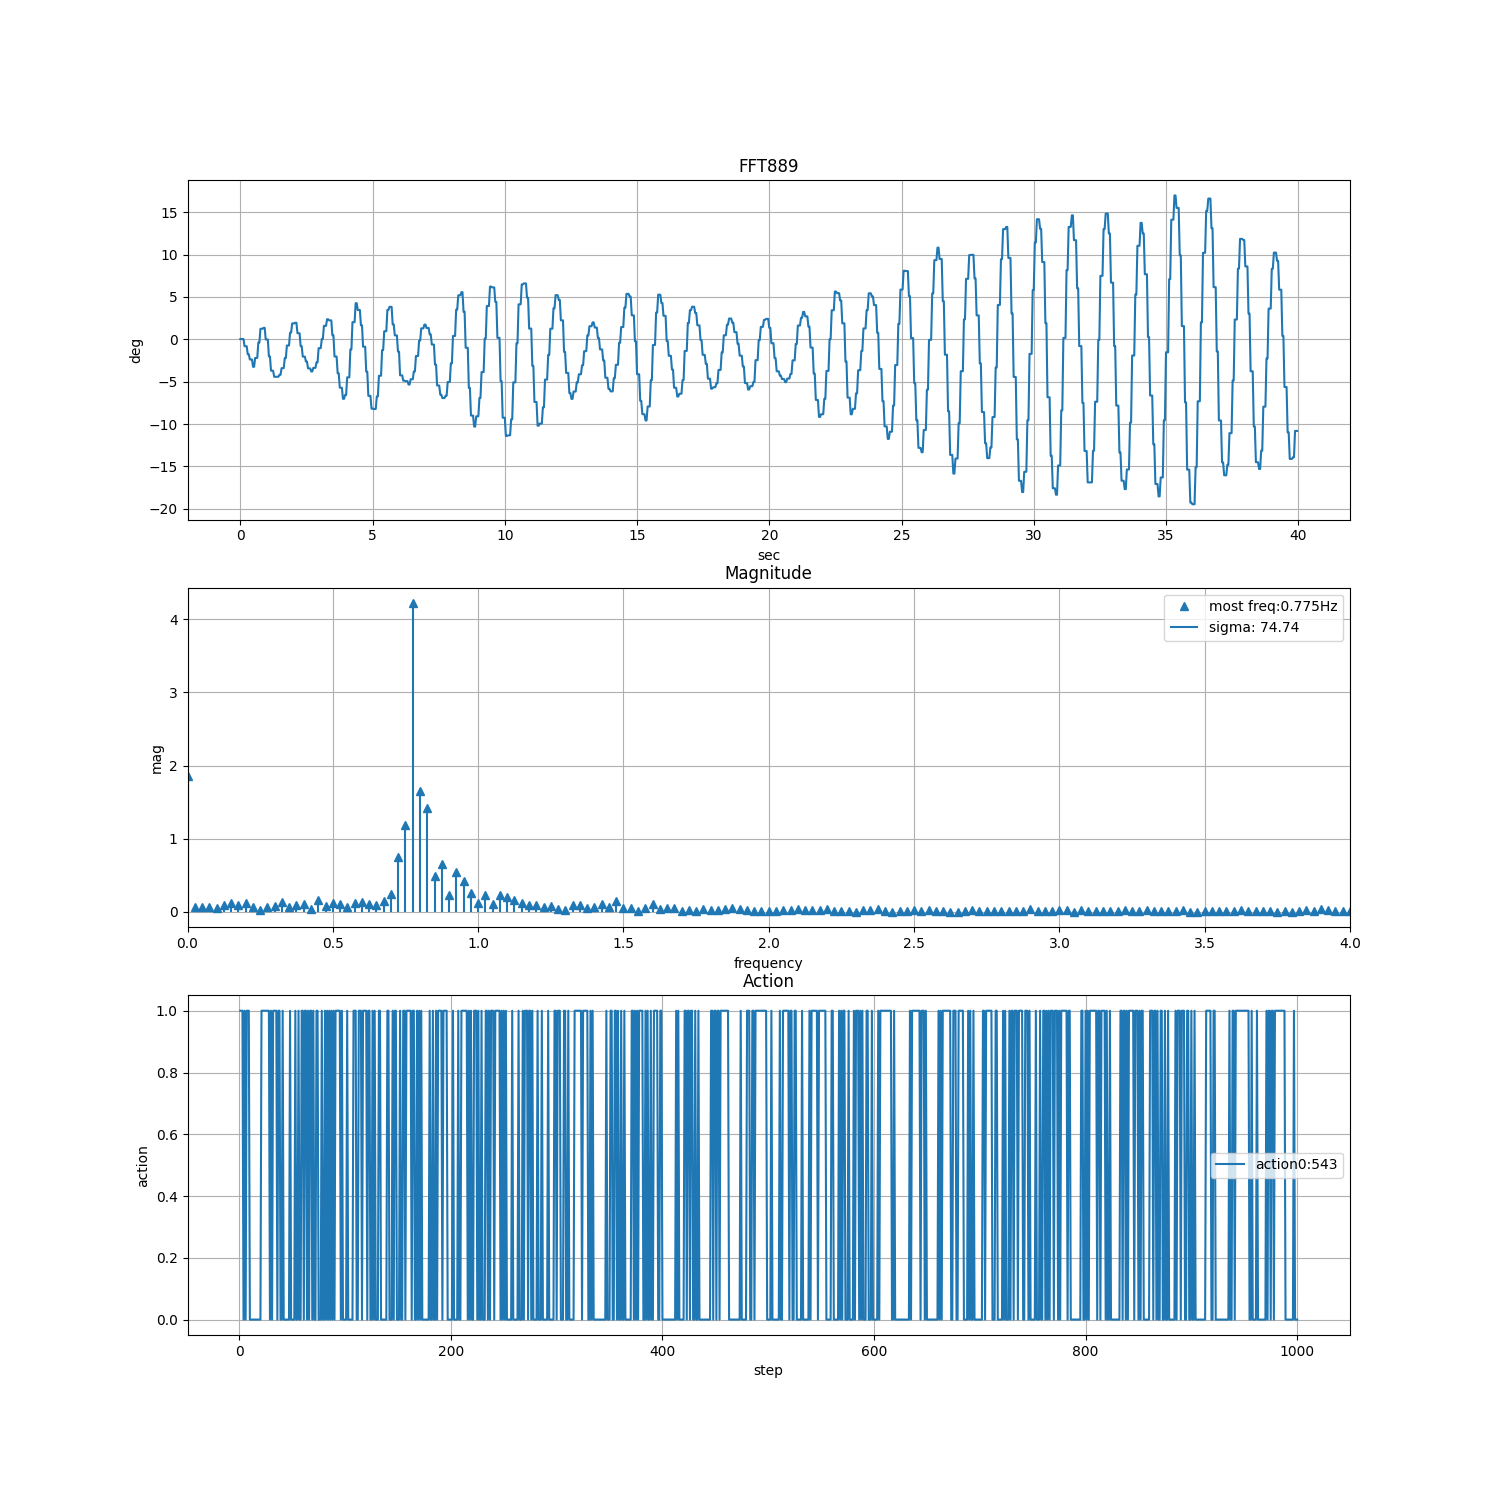 FFT889
15
10
5
0
−5
−10
−15
−20
deg
0 5 10 15 20 25 30 35 40
sec
Magnitude
4
3
2
1
0
mag
most freq:0.775Hz
sigma: 74.74
0.0 0.5 1.0 1.5 2.0 2.5 3.0 3.5 4.0
frequency
Action
1.0
0.8
0.6
0.4
0.2
0.0
action
action0:543
0 200 400 600 800 1000
step